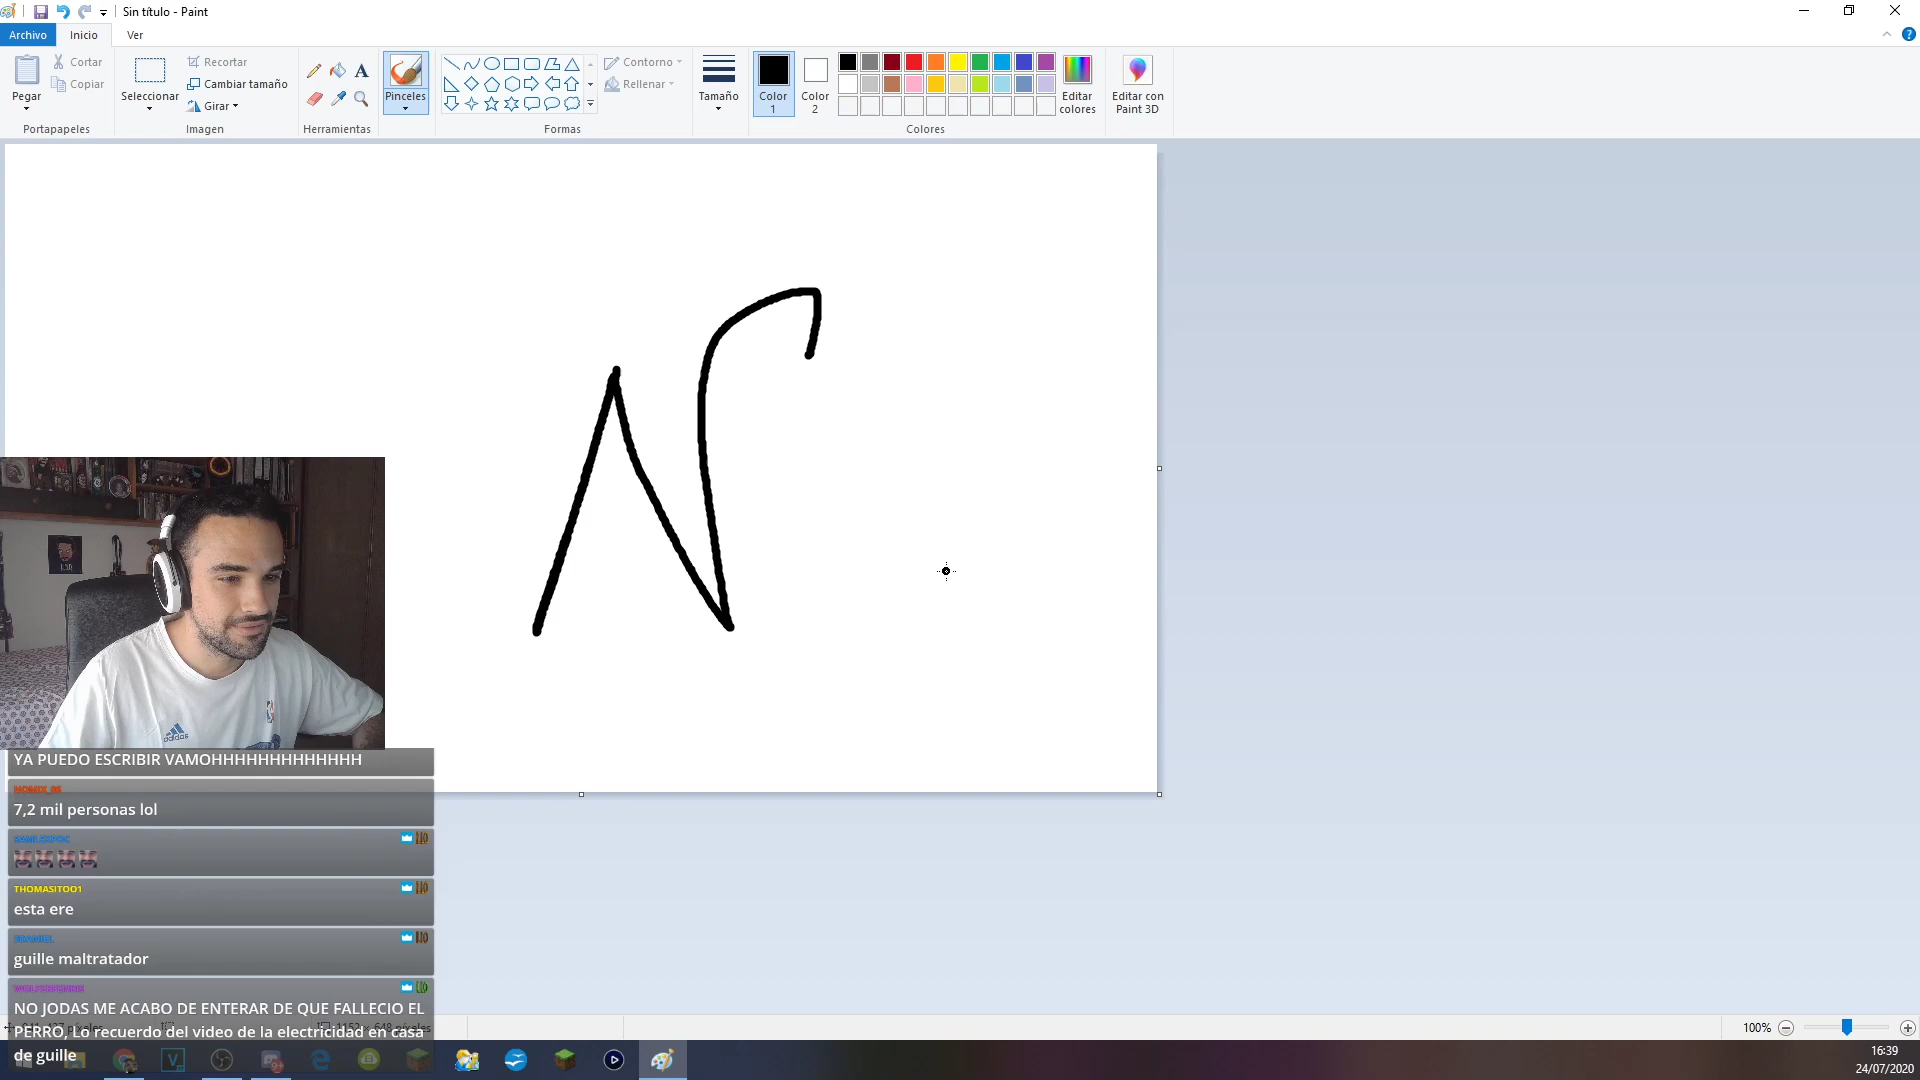 Sin título - Paint
Archivo
Inicio
Ver
Pegar
Cortar
Copiar
Portapapeles
Seleccionar
Recortar
Cambiar tamaño
Girar
Imagen
Herramientas
Pinceles
Formas
Contorno
Rellenar
Tamaño
Color
1
Color
2
Editar
colores
Colores
Editar con
Paint 3D
N
adidas
YA PUEDO ESCRIBIR VAMOHHHHHHHHHHHHH
7,2 mil personas lol
THOMASITOO1
esta ere
guille maltratador
NO JODAS ME ACABO DE ENTERAR DE QUE FALLECIO EL
PERRO, Lo recuerdo del video de la electricidad en casa
de guille
100%
16:39
24/07/2020